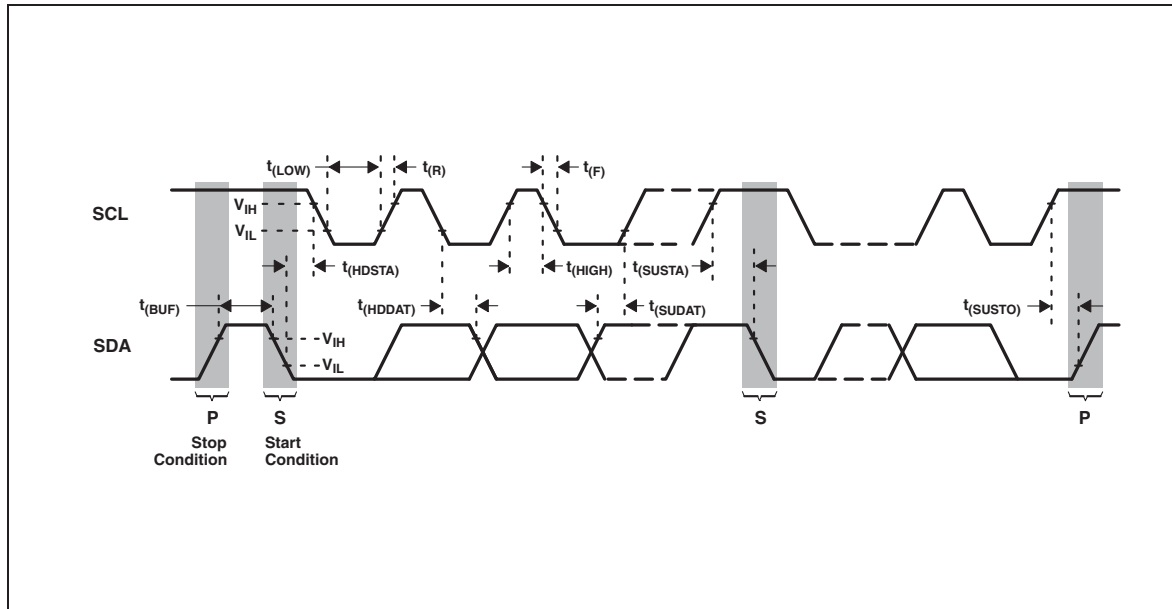 t(LOW)
t(R)
t(F)
SCL
VIH
VIL
t(HDSTA)
t(HIGH)
t(SUSTA)
t(BUF)
t(HDDAT)
t(SUDAT)
t(SUSTO)
SDA
VIH
VIL
P
S
S
P
Stop
Condition
Start
Condition